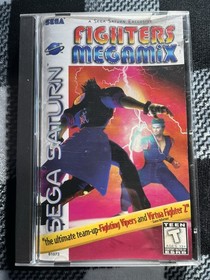 SEGA
A SEGA SATURN EXCLUSIVE
FIGHTERS
MEGAMIX
SEGA SATURN
"the ultimate team-up-Fighting Vipers and Virtua Fighter 2"
TEEN